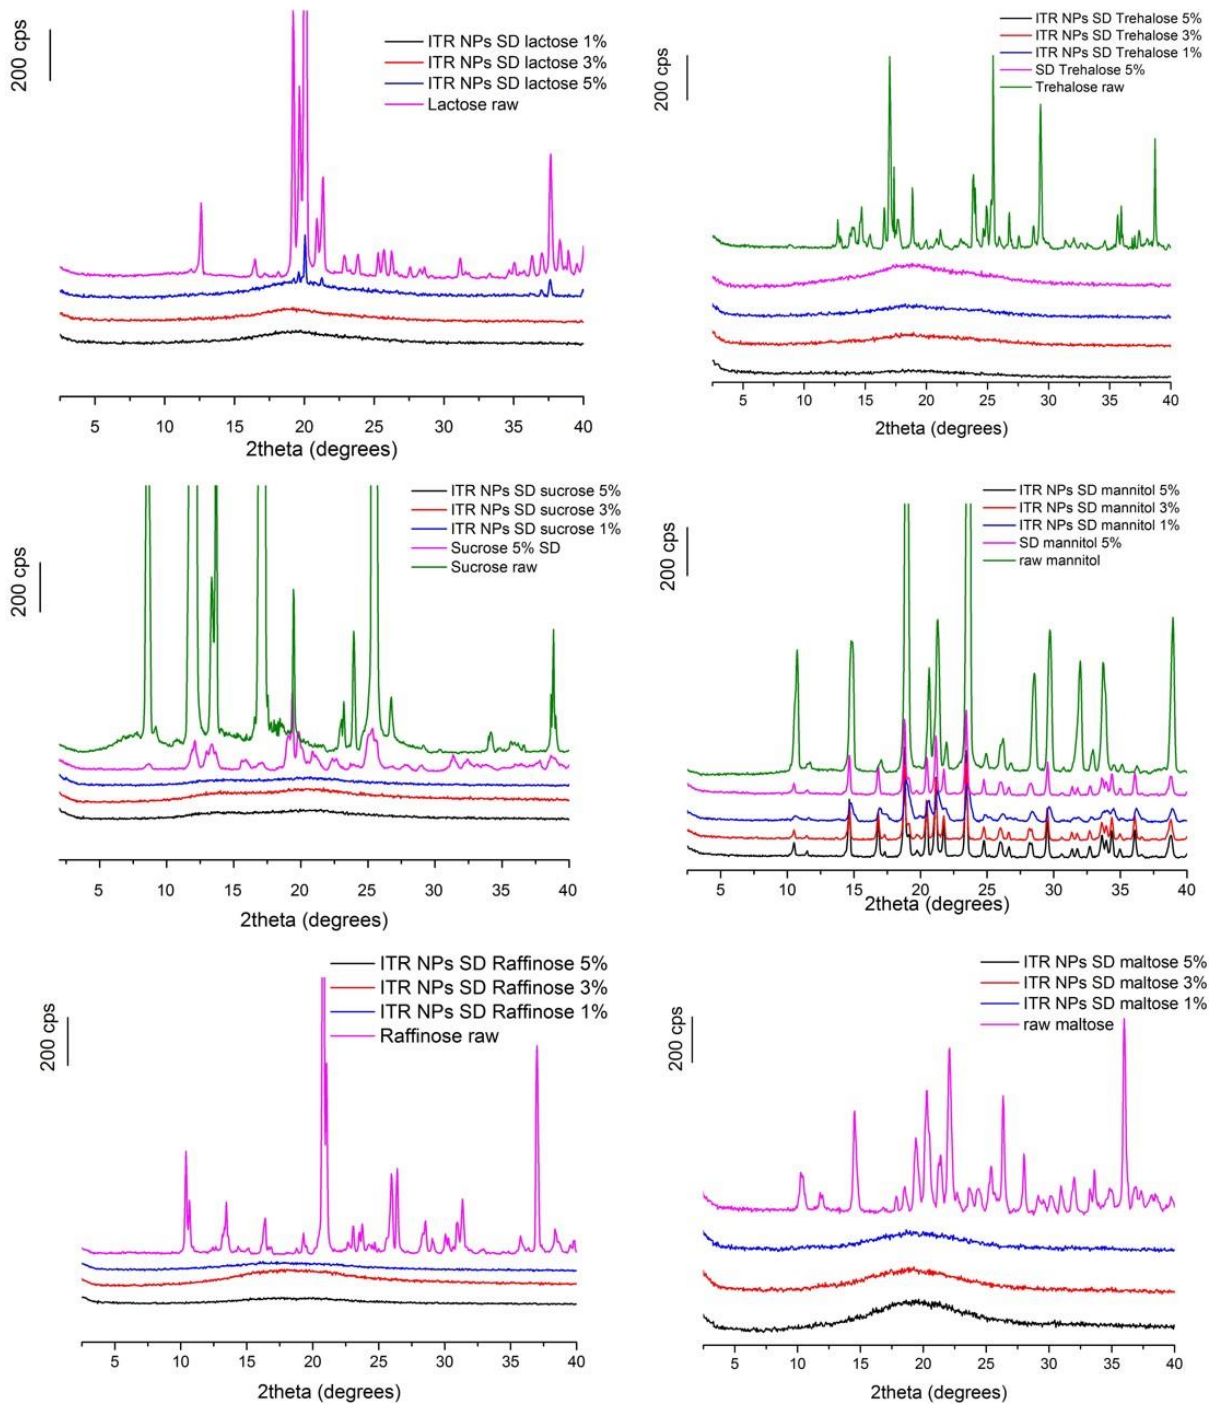 200 cps
ITR NPs SD lactose 1%
ITR NPs SD lactose 3%
ITR NPs SD lactose 5%
Lactose raw
5 10 15 20 25 30 35 40
2theta (degrees)
200 cps
ITR NPs SD Trehalose 5%
ITR NPs SD Trehalose 3%
ITR NPs SD Trehalose 1%
SD Trehalose 5%
Trehalose raw
5 10 15 20 25 30 35 40
2theta (degrees)
200 cps
ITR NPs SD sucrose 5%
ITR NPs SD sucrose 3%
ITR NPs SD sucrose 1%
Sucrose 5% SD
Sucrose raw
5 10 15 20 25 30 35 40
2theta (degrees)
200 cps
ITR NPs SD mannitol 5%
ITR NPs SD mannitol 3%
ITR NPs SD mannitol 1%
SD mannitol 5%
raw mannitol
5 10 15 20 25 30 35 40
2theta (degrees)
200 cps
ITR NPs SD Raffinose 5%
ITR NPs SD Raffinose 3%
ITR NPs SD Raffinose 1%
Raffinose raw
5 10 15 20 25 30 35 40
2theta (degrees)
200 cps
ITR NPs SD maltose 5%
ITR NPs SD maltose 3%
ITR NPs SD maltose 1%
raw maltose
5 10 15 20 25 30 35 40
2theta (degrees)